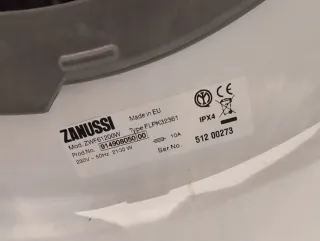 ZANUSSI
Made in EU
Mod. ZWF61200W Type FLPK32361
Prod.No. 914908050 00 10A
230V~50Hz 2100 W Ser.No. 512 00273
IPX4